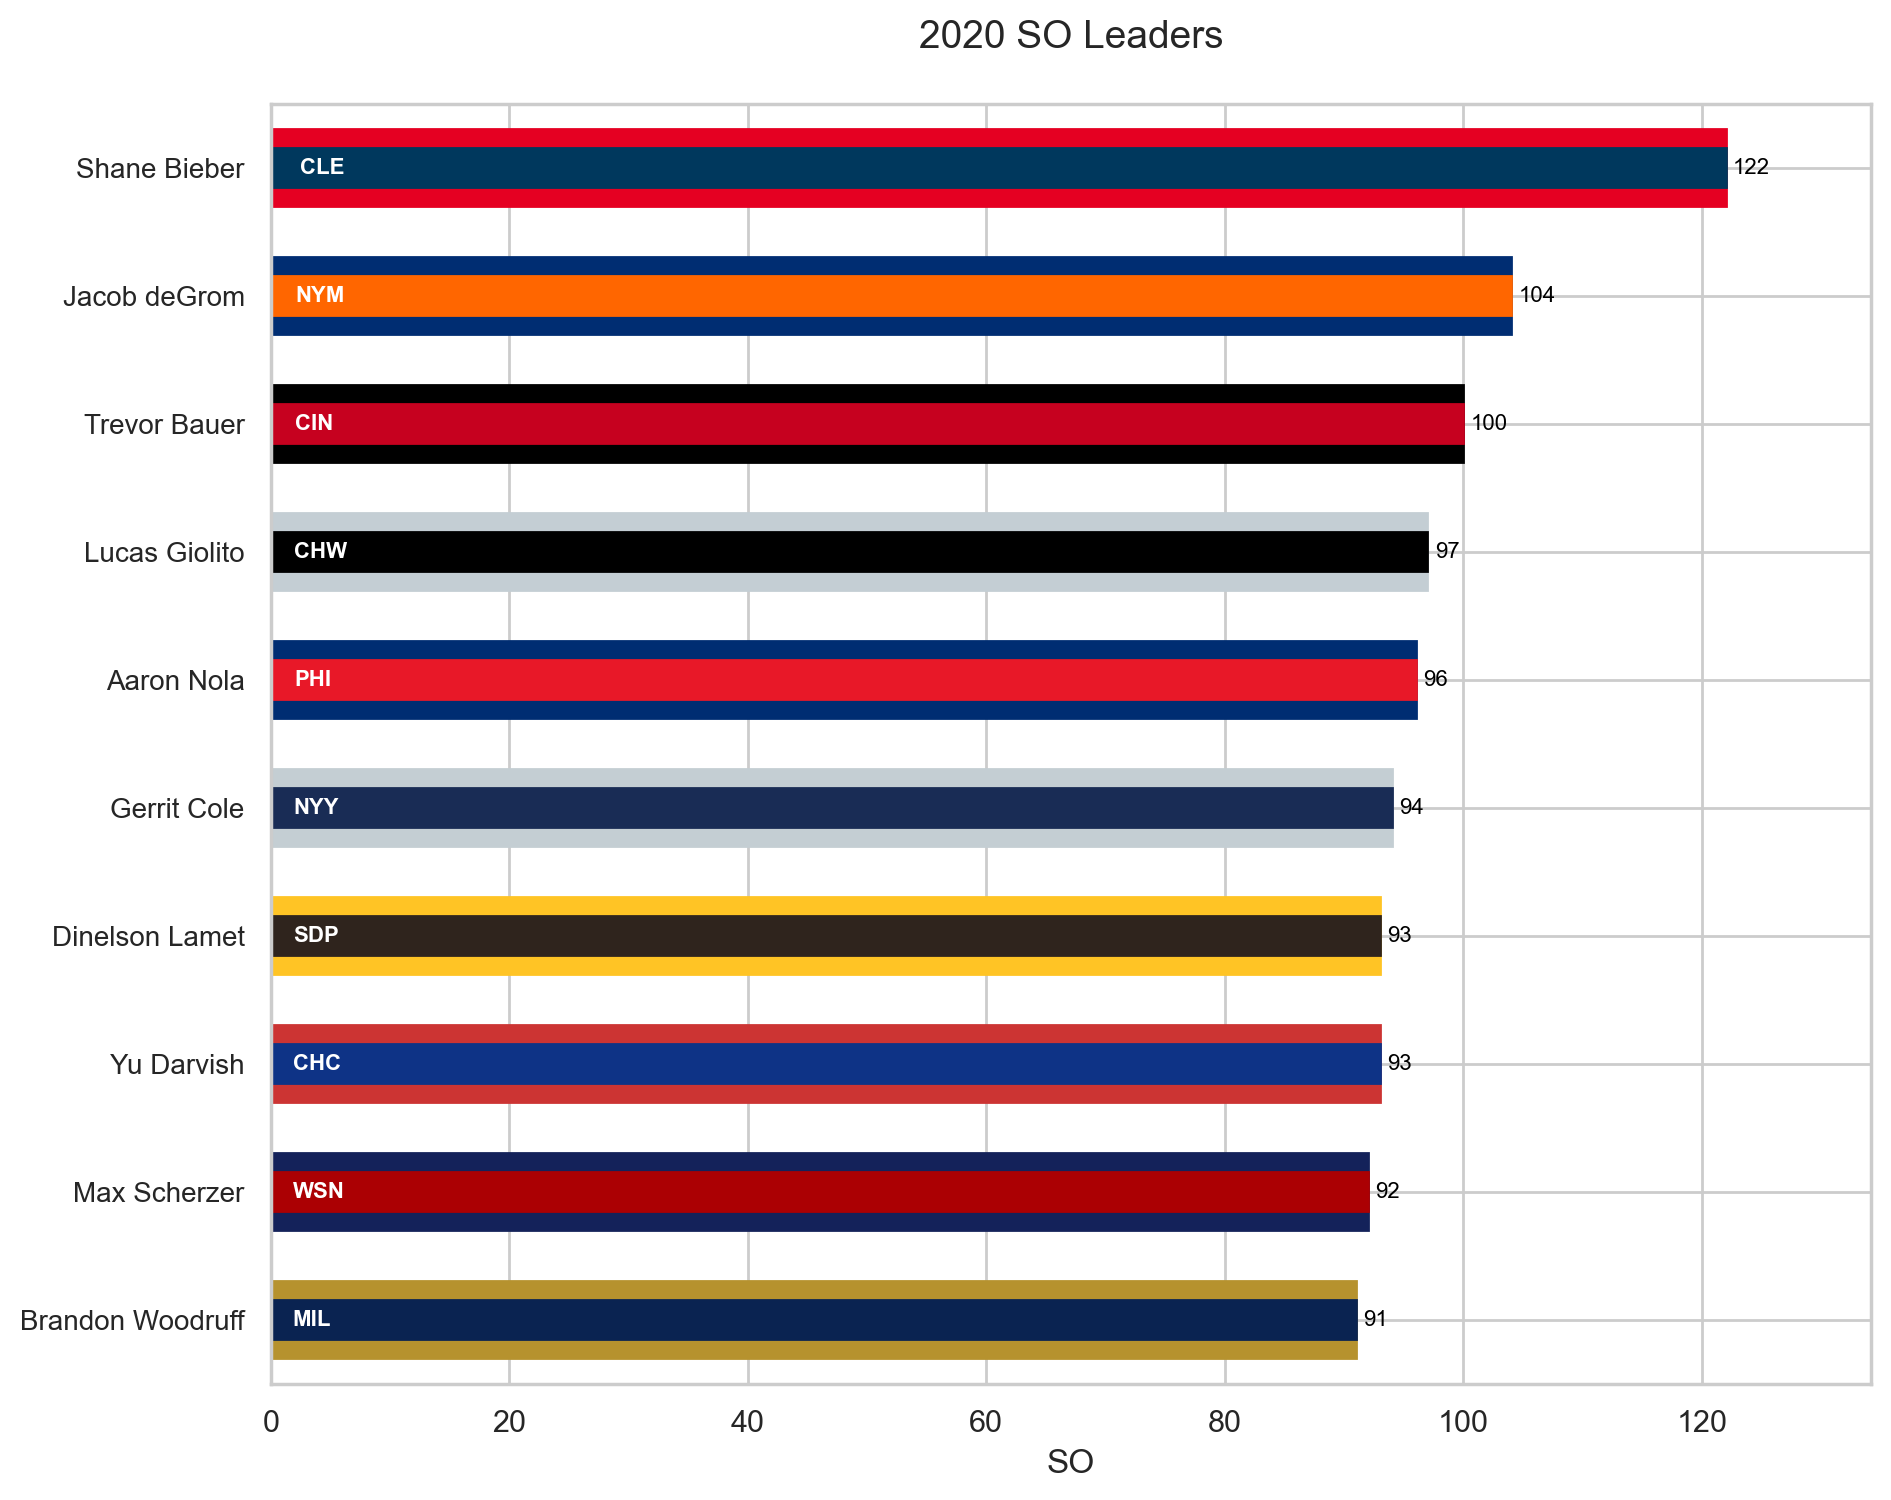 2020 SO Leaders
Shane Bieber CLE 122
Jacob deGrom NYM 104
Trevor Bauer CIN 100
Lucas Giolito CHW 97
Aaron Nola PHI 96
Gerrit Cole NYY 94
Dinelson Lamet SDP 93
Yu Darvish CHC 93
Max Scherzer WSN 92
Brandon Woodruff MIL 91
0 20 40 60 80 100 120
SO